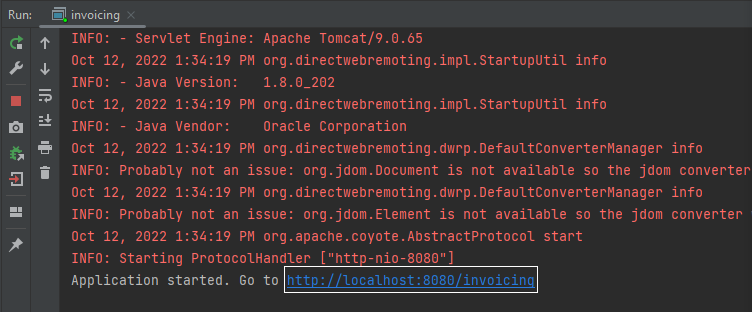 Run: invoicing
INFO: - Servlet Engine: Apache Tomcat/9.0.65
Oct 12, 2022 1:34:19 PM org.directwebremoting.impl.StartupUtil info
INFO: - Java Version:   1.8.0_202
Oct 12, 2022 1:34:19 PM org.directwebremoting.impl.StartupUtil info
INFO: - Java Vendor:    Oracle Corporation
Oct 12, 2022 1:34:19 PM org.directwebremoting.dwrp.DefaultConverterManager info
INFO: Probably not an issue: org.jdom.Document is not available so the jdom converter
Oct 12, 2022 1:34:19 PM org.directwebremoting.dwrp.DefaultConverterManager info
INFO: Probably not an issue: org.jdom.Element is not available so the jdom converter
Oct 12, 2022 1:34:19 PM org.apache.coyote.AbstractProtocol start
INFO: Starting ProtocolHandler ["http-nio-8080"]
Application started. Go to http://localhost:8080/invoicing